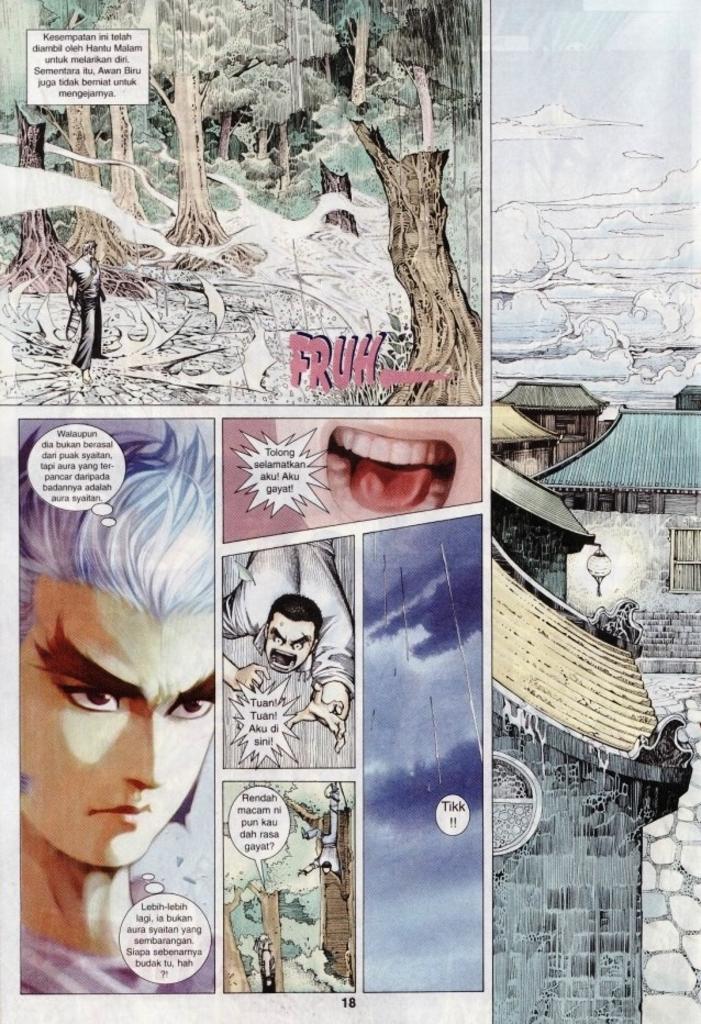 Kesempatan ini telah
diambil oleh Hantu Malam
untuk melarikan diri.
Sementara itu, Awan Biru
juga tidak berniat untuk
mengejarnya.
FRUH
Walaupun
dia bukan berasal
dari puak syaitan,
tapi aura yang ter-
pancar daripada
badannya adalah
aura syaitan.
Lebih-lebih
lagi, ia bukan
aura syaitan yang
sembarangan.
Siapa sebenarnya
budak tu, hah
?!
Tolong
selamatkan
aku! Aku
gayat!
Tuan!
Tuan!
Aku di
sini!
Rendah
macam ni
pun kau
dah rasa
gayat?
Tikk
!!
18